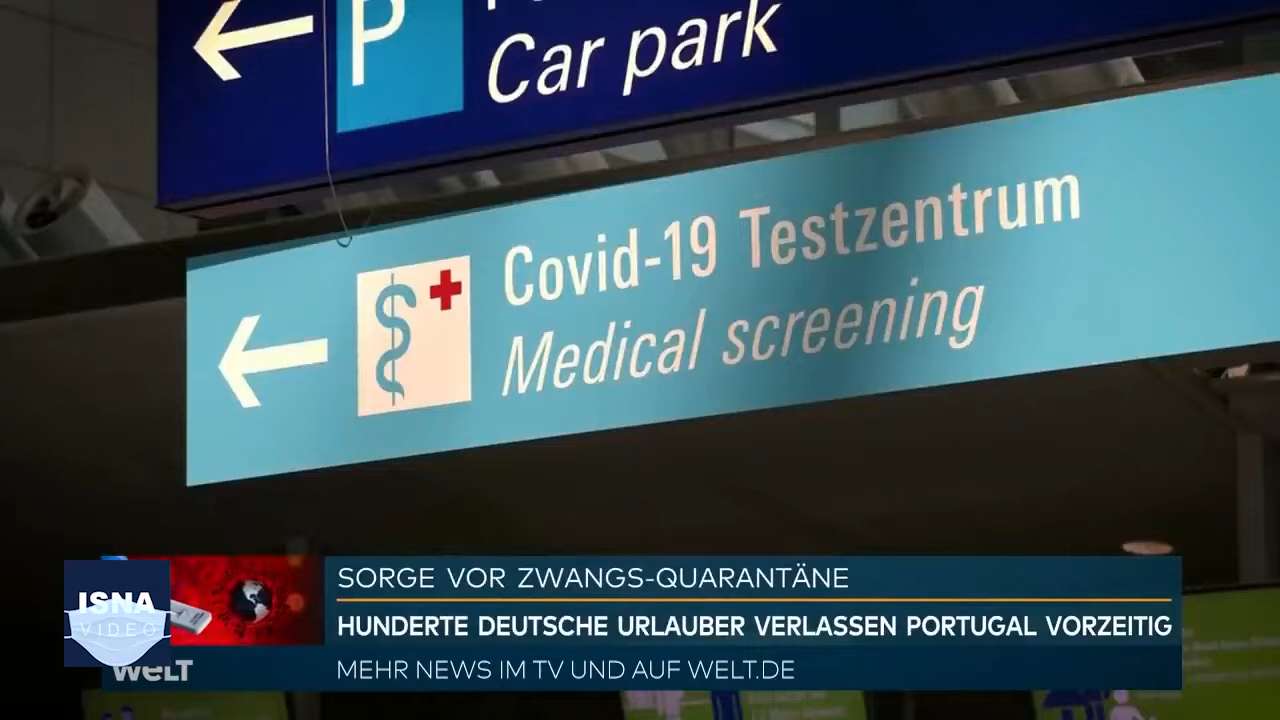 P
Car park
Covid-19 Testzentrum
Medical screening
SORGE VOR ZWANGS-QUARANTÄNE
HUNDERTE DEUTSCHE URLAUBER VERLASSEN PORTUGAL VORZEITIG
MEHR NEWS IM TV UND AUF WELT.DE
ISNA
VIDEO
WELT